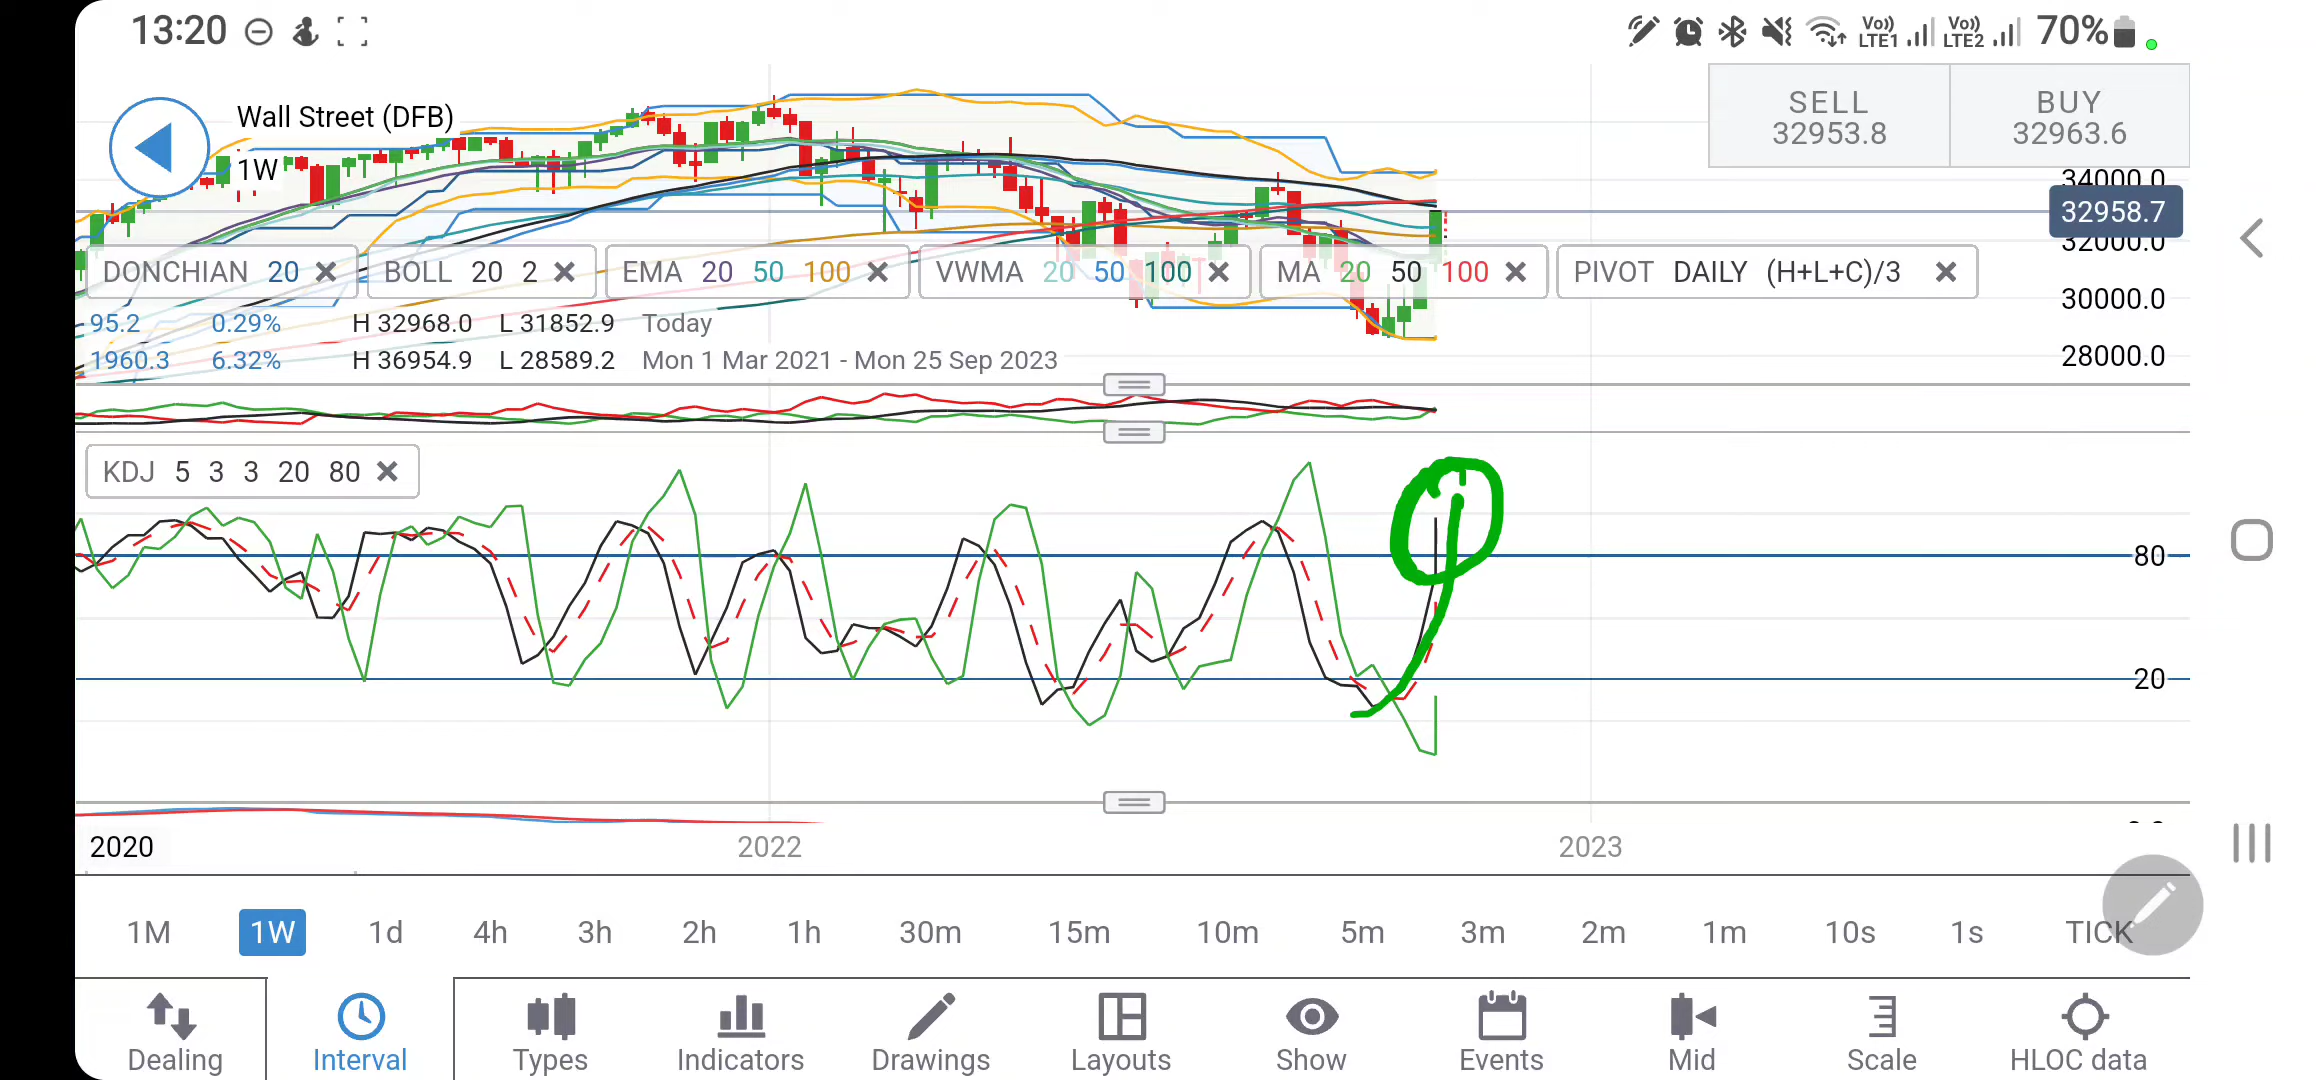 13:20
Vo)) LTE1 Vo)) LTE2 70%
Wall Street (DFB)
1W
SELL
32953.8
BUY
32963.6
34000.0
32958.7
32000.0
DONCHIAN 20
BOLL 20 2
EMA 20 50 100
VWMA 20 50 100
MA 20 50 100
PIVOT DAILY (H+L+C)/3
30000.0
95.2 0.29% H 32968.0 L 31852.9 Today
1960.3 6.32% H 36954.9 L 28589.2 Mon 1 Mar 2021 - Mon 25 Sep 2023
28000.0
KDJ 5 3 3 20 80
80
20
2020 2022 2023
1M 1W 1d 4h 3h 2h 1h 30m 15m 10m 5m 3m 2m 1m 10s 1s TICK
Dealing Interval Types Indicators Drawings Layouts Show Events Mid Scale HLOC data